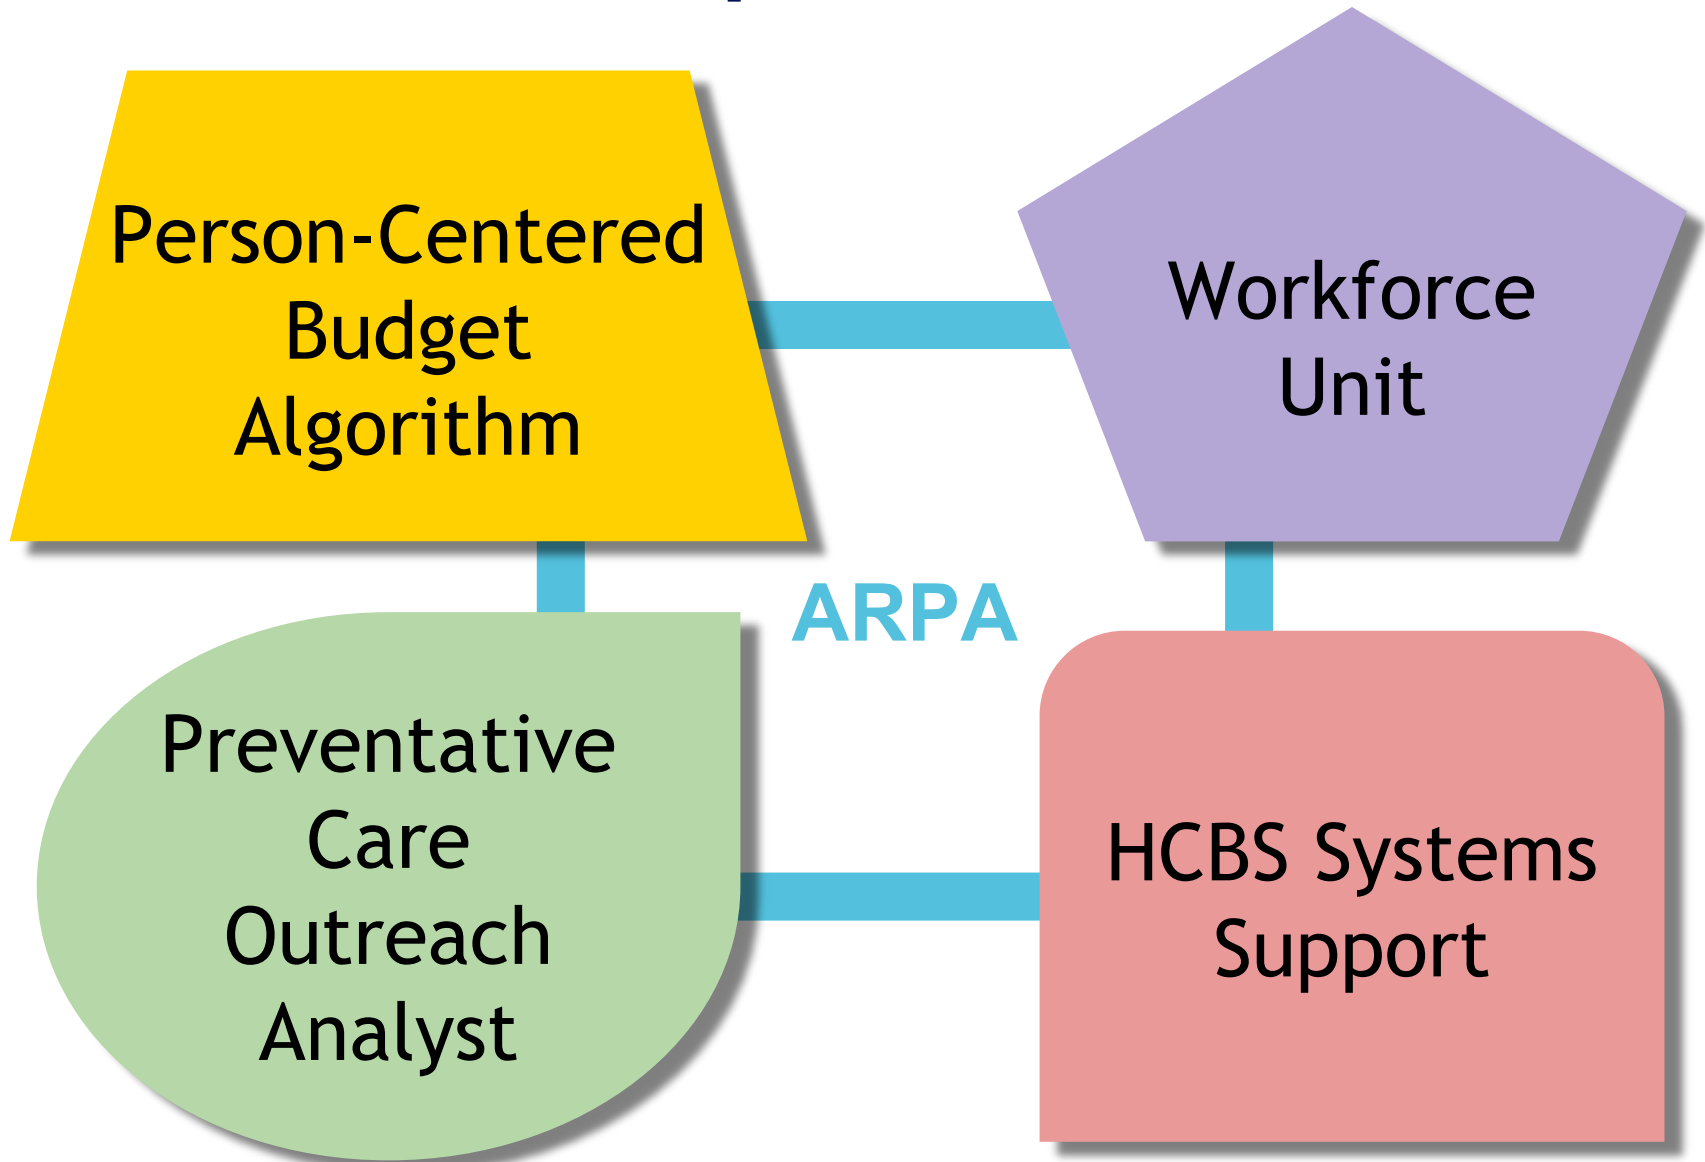 Person-Centered
Budget
Algorithm
Workforce
Unit
ARPA
Preventative
Care
Outreach
Analyst
HCBS Systems
Support